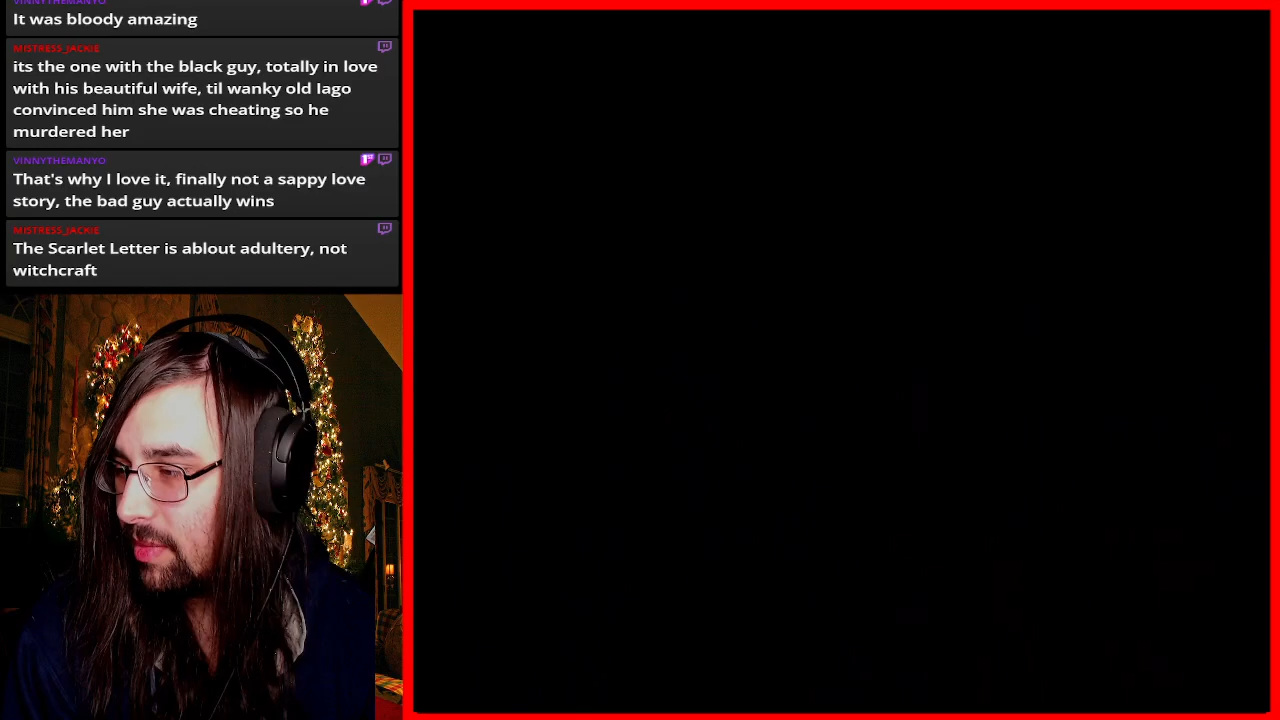 VINNYTHEMANYO
It was bloody amazing
MISTRESS_JACKIE
its the one with the black guy, totally in love
with his beautiful wife, til wanky old Iago
convinced him she was cheating so he
murdered her
VINNYTHEMANYO
That's why I love it, finally not a sappy love
story, the bad guy actually wins
MISTRESS_JACKIE
The Scarlet Letter is ablout adultery, not
witchcraft